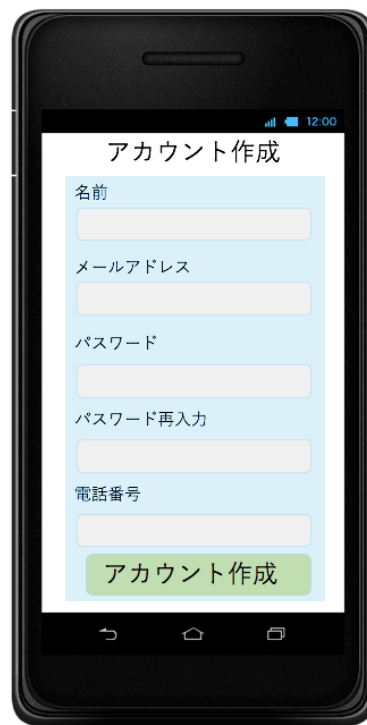 12:00
アカウント作成
名前
メールアドレス
パスワード
パスワード再入力
電話番号
アカウント作成